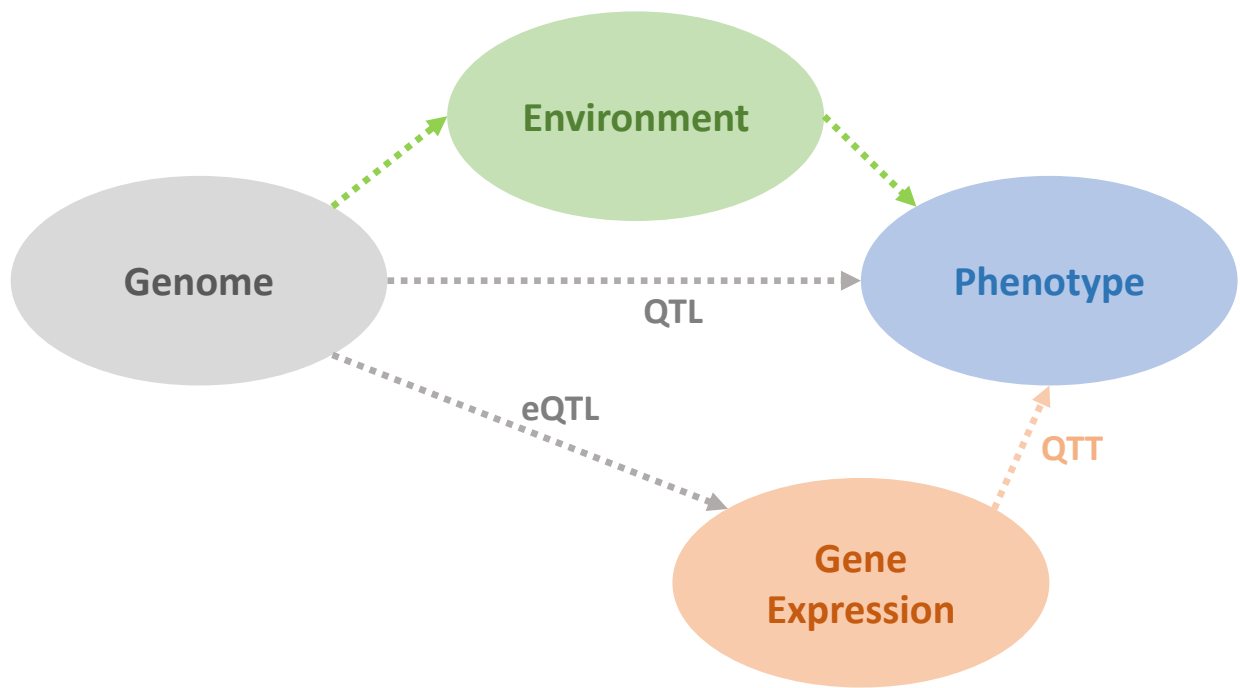 Environment
Genome
Phenotype
QTL
eQTL
QTT
Gene
Expression